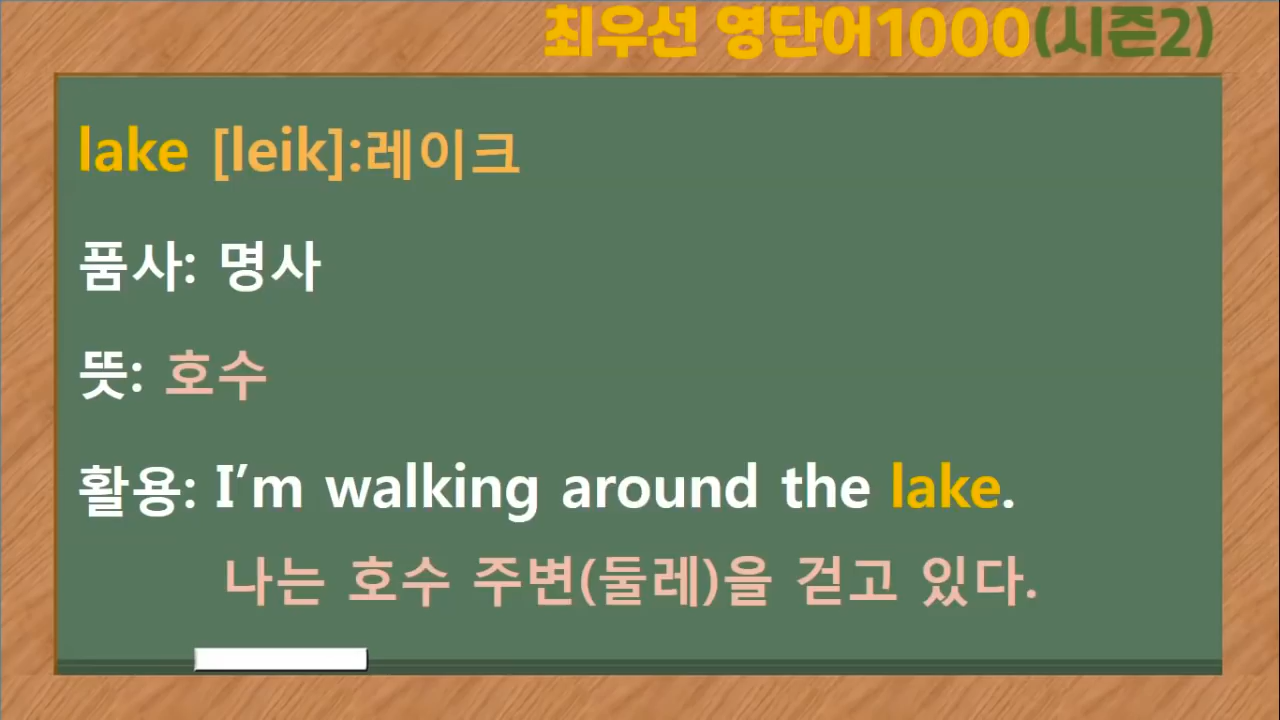 최우선 영단어1000(시즌2)
lake [leik]:레이크
품사: 명사
뜻: 호수
활용: I’m walking around the lake.
나는 호수 주변(둘레)을 걷고 있다.